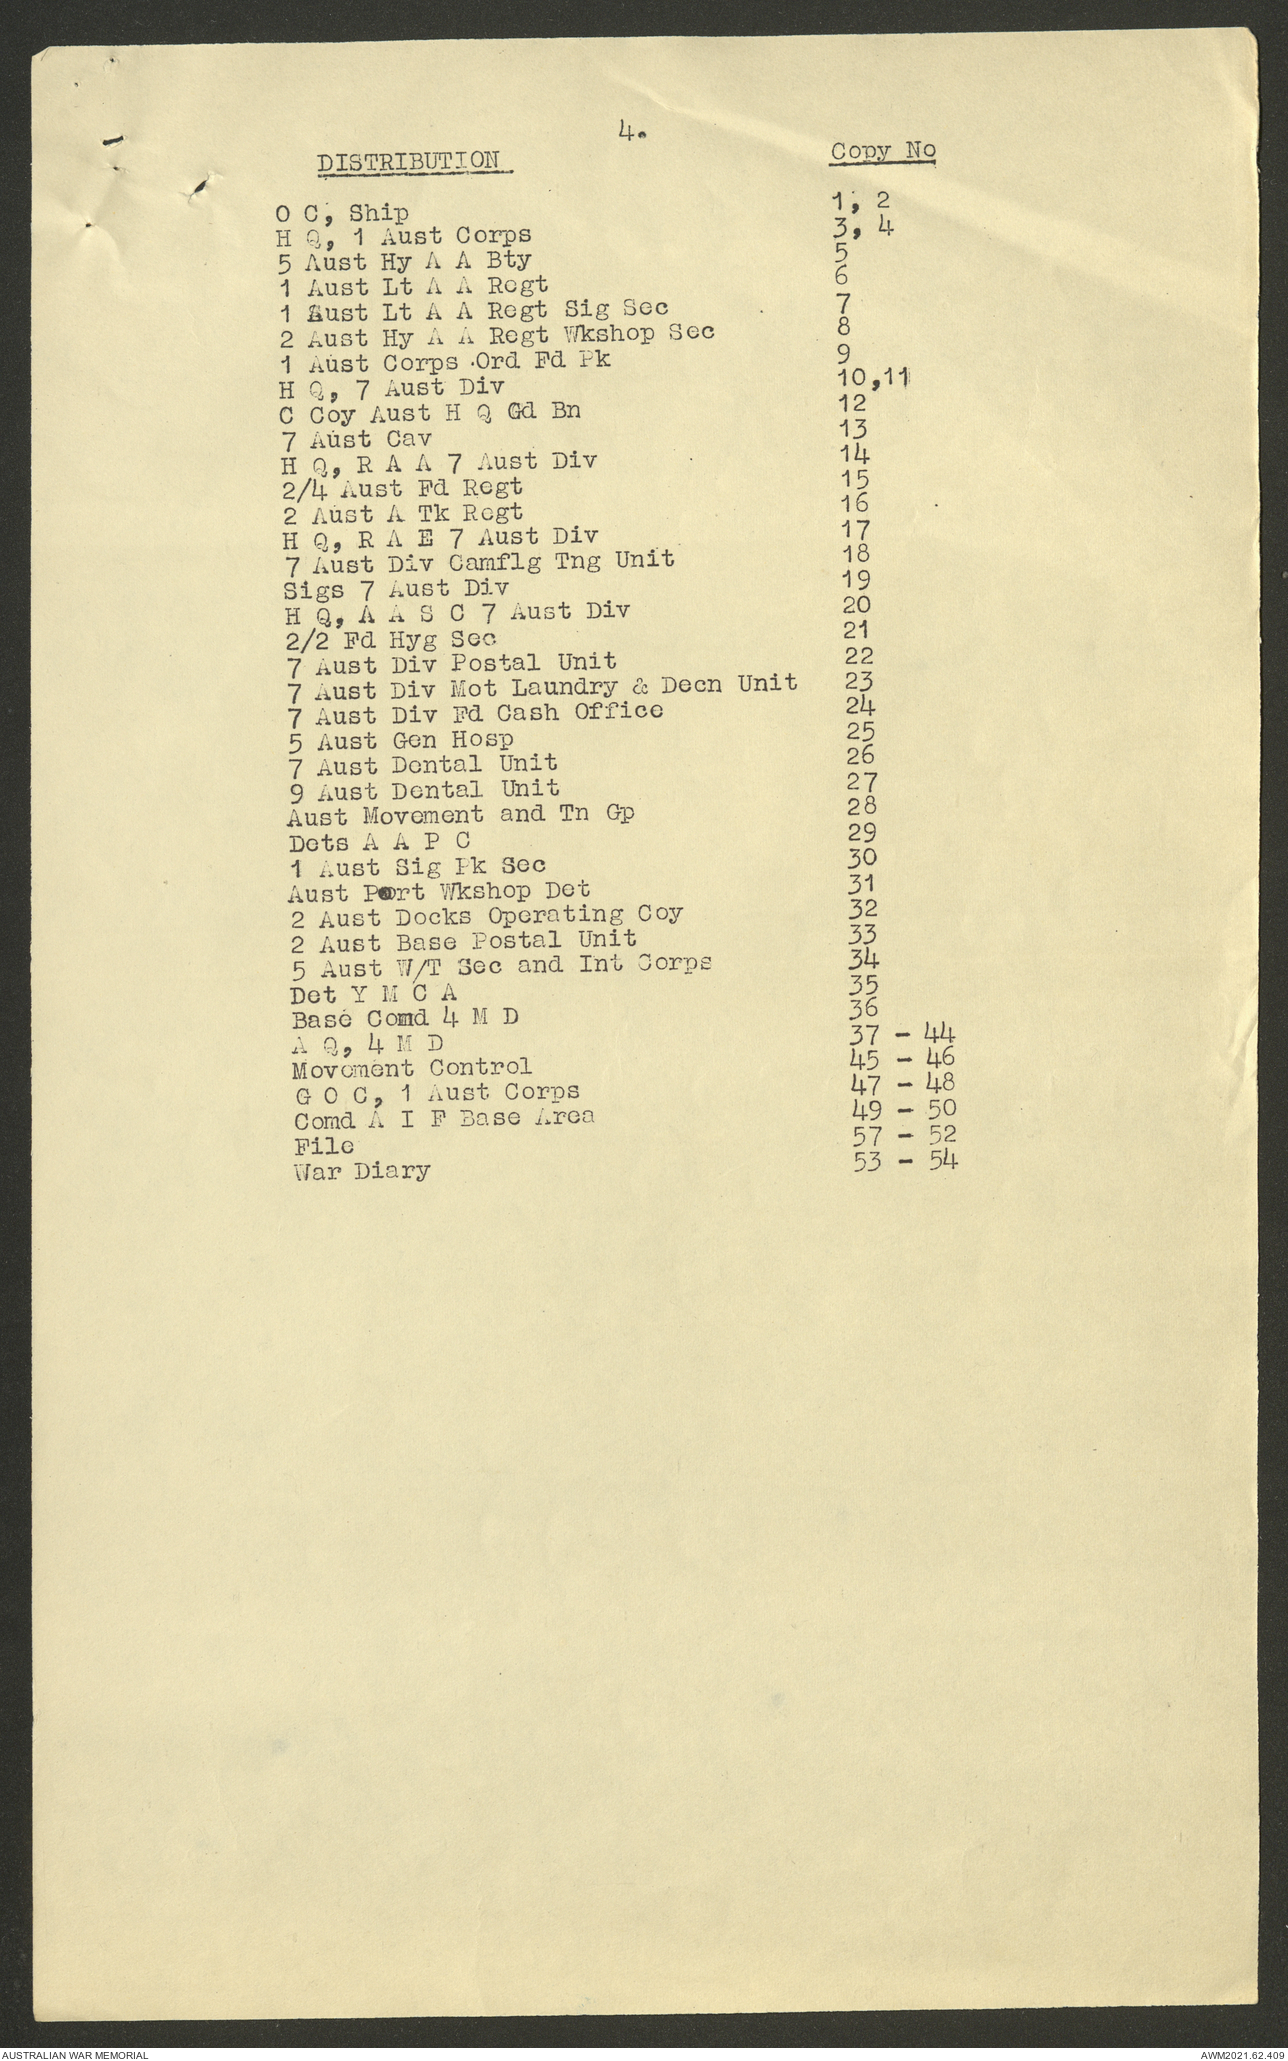 4.
DISTRIBUTION Copy No
O C, Ship 1, 2
H Q, 1 Aust Corps 3, 4
5 Aust Hy A A Bty 5
1 Aust Lt A A Regt 6
1 Aust Lt A A Regt Sig Sec 7
2 Aust Hy A A Regt Wkshop Sec 8
1 Aust Corps Ord Fd Pk 9
H Q, 7 Aust Div 10,11
C Coy Aust H Q Gd Bn 12
7 Aust Cav 13
H Q, R A A 7 Aust Div 14
2/4 Aust Fd Regt 15
2 Aust A Tk Regt 16
H Q, R A E 7 Aust Div 17
7 Aust Div Camflg Tng Unit 18
Sigs 7 Aust Div 19
H Q, A A S C 7 Aust Div 20
2/2 Fd Hyg Sec 21
7 Aust Div Postal Unit 22
7 Aust Div Mot Laundry & Decn Unit 23
7 Aust Div Fd Cash Office 24
5 Aust Gen Hosp 25
7 Aust Dental Unit 26
9 Aust Dental Unit 27
Aust Movement and Tn Gp 28
Dets A A P C 29
1 Aust Sig Pk Sec 30
Aust Port Wkshop Det 31
2 Aust Docks Operating Coy 32
2 Aust Base Postal Unit 33
5 Aust W/T Sec and Int Corps 34
Det Y M C A 35
Base Comd 4 M D 36
A Q, 4 M D 37 - 44
Movement Control 45 - 46
G O C, 1 Aust Corps 47 - 48
Comd A I F Base Area 49 - 50
File 57 - 52
War Diary 53 - 54
AUSTRALIAN WAR MEMORIAL AWM2021.62.409